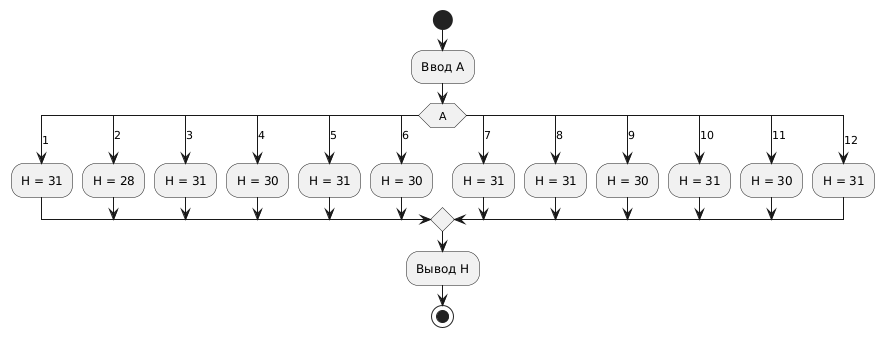 Ввод A
A
1
2
3
4
5
6
7
8
9
10
11
12
H = 31
H = 28
H = 31
H = 30
H = 31
H = 30
H = 31
H = 31
H = 30
H = 31
H = 30
H = 31
Вывод H